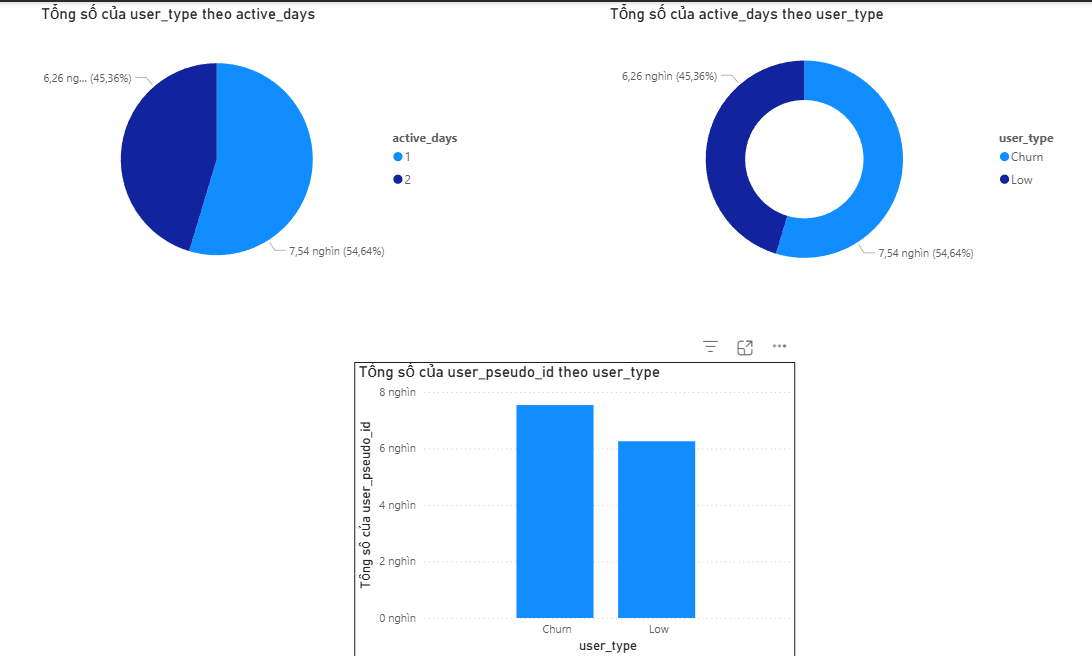 Tổng số của user_type theo active_days
6,26 ng... (45,36%)
7,54 nghìn (54,64%)
active_days
1
2
Tổng số của active_days theo user_type
6,26 nghìn (45,36%)
7,54 nghìn (54,64%)
user_type
Churn
Low
Tổng số của user_pseudo_id theo user_type
Tổng số của user_pseudo_id
8 nghìn
6 nghìn
4 nghìn
2 nghìn
0 nghìn
Churn
Low
user_type